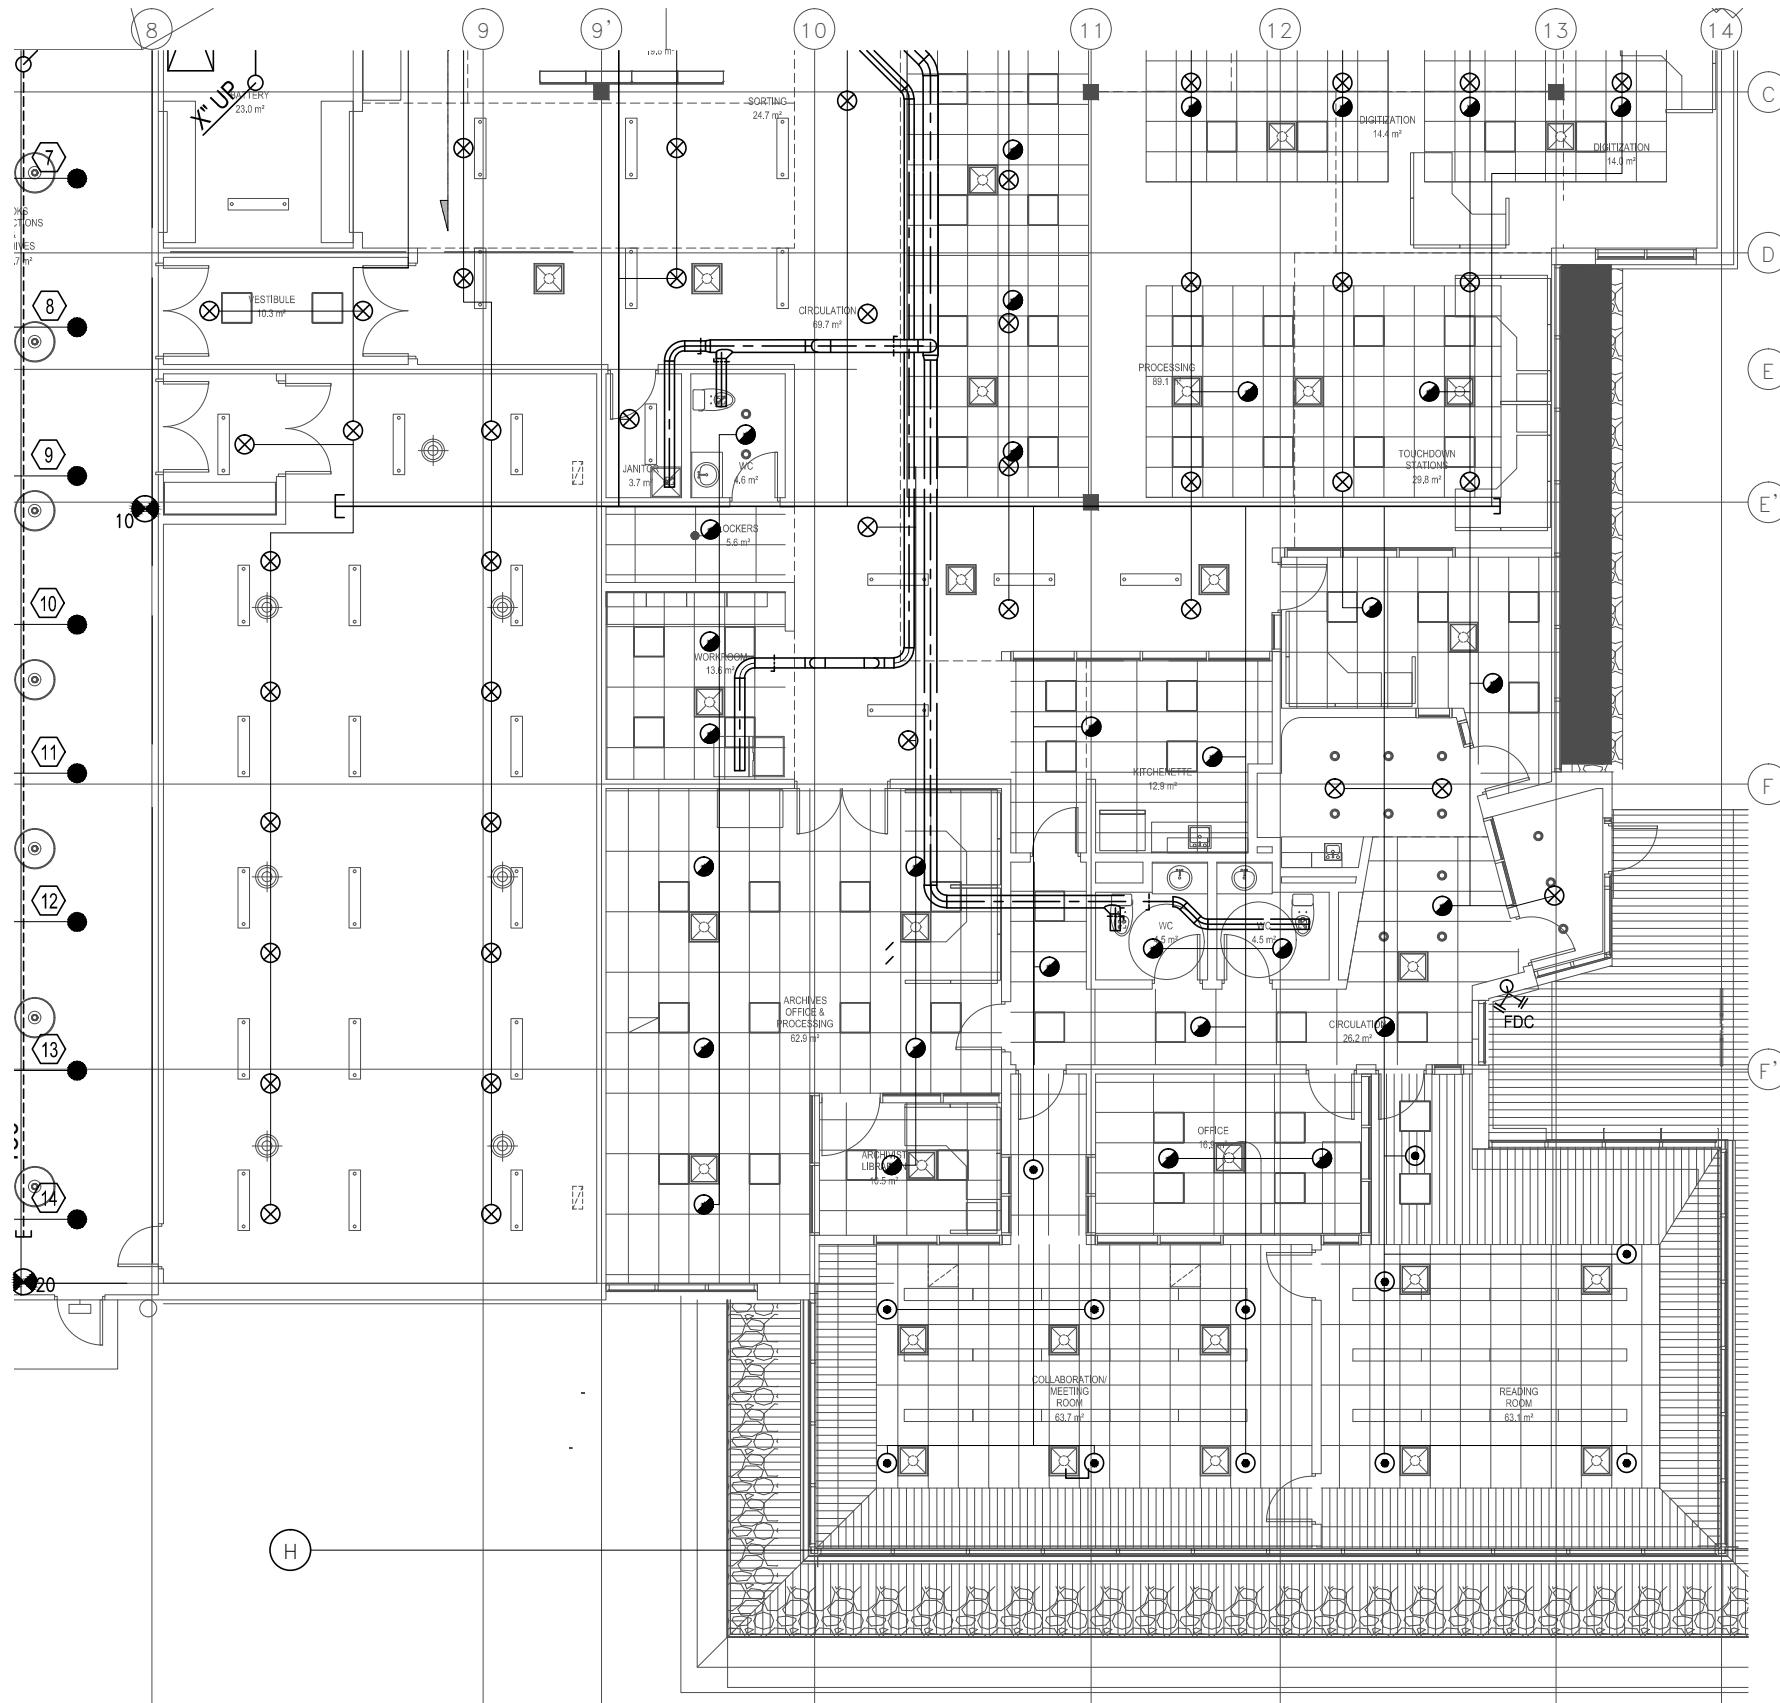 8
9
9'
10
11
12
13
14
C
D
E
E'
F
F'
H
X" UP
23.0 m²
SORTING
24.7 m²
DIGITIZATION
14.4 m²
DIGITIZATION
14.0 m²
7
8
9
10
11
12
13
14
10
20
VESTIBULE
10.3 m²
CIRCULATION
69.7 m²
PROCESSING
89.1 m²
TOUCHDOWN
STATIONS
29.8 m²
3.7 m²
WC
4.6 m²
LOCKERS
5.6 m²
WORKROOM
13.6 m²
KITCHENETTE
12.9 m²
WC
4.5 m²
WC
4.5 m²
ARCHIVES
OFFICE &
PROCESSING
62.9 m²
CIRCULATION
26.2 m²
FDC
OFFICE
ARCHIVIST
10.5 m²
COLLABORATION/
MEETING
ROOM
63.7 m²
READING
ROOM
63.1 m²